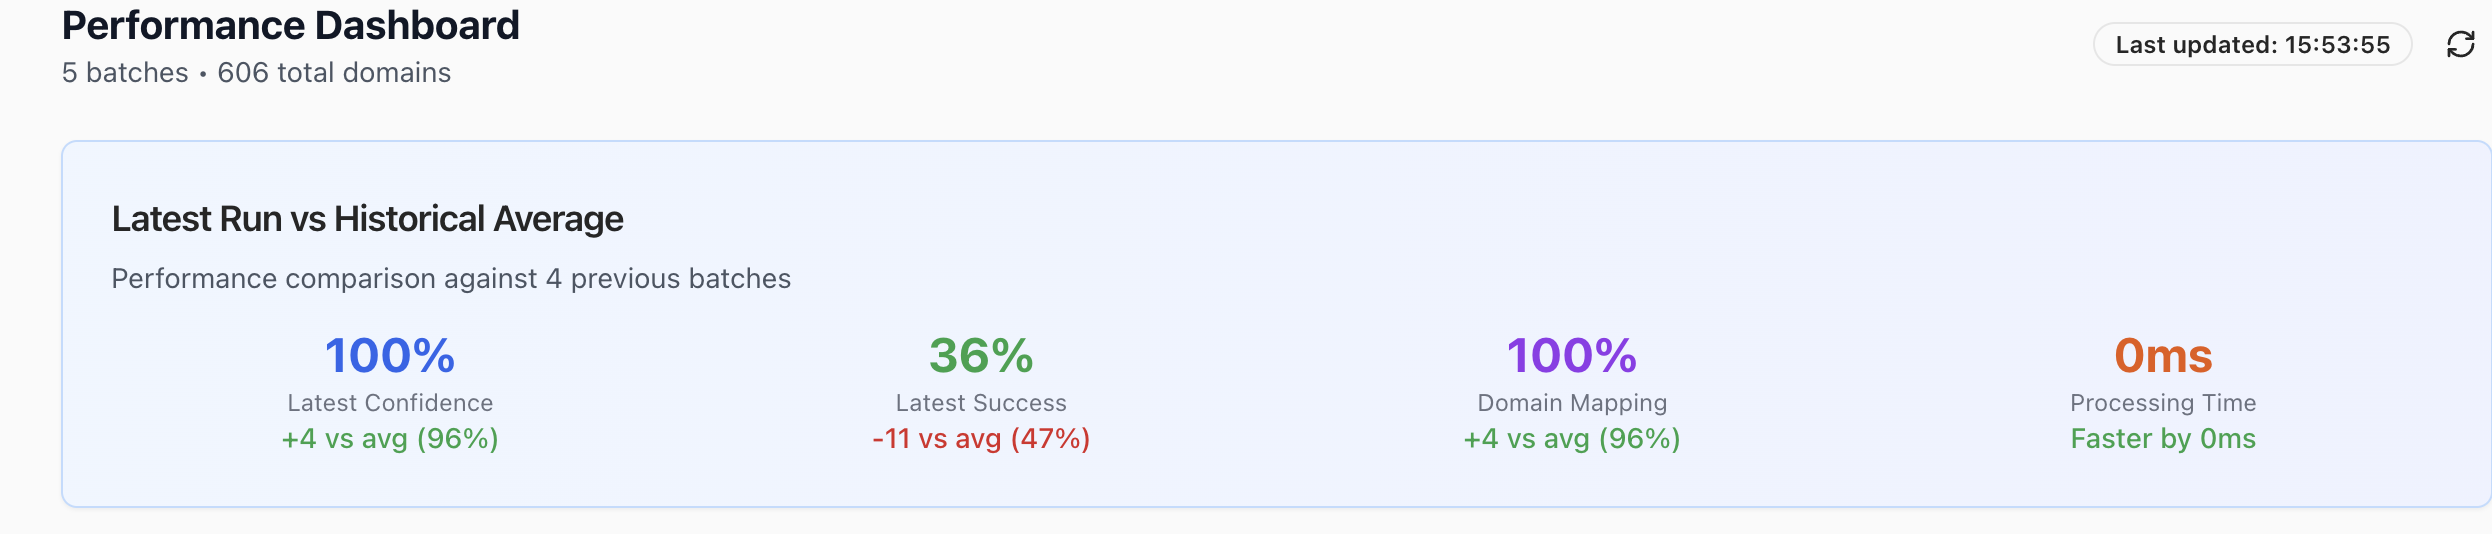 Performance Dashboard
5 batches • 606 total domains
Last updated: 15:53:55
Latest Run vs Historical Average
Performance comparison against 4 previous batches
100%
Latest Confidence
+4 vs avg (96%)
36%
Latest Success
-11 vs avg (47%)
100%
Domain Mapping
+4 vs avg (96%)
0ms
Processing Time
Faster by 0ms